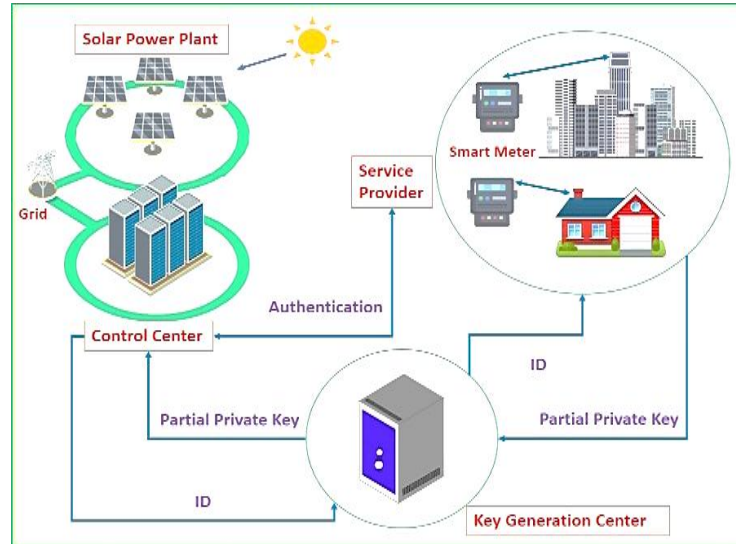 Solar Power Plant
Grid
Service
Provider
Smart Meter
Authentication
Control Center
ID
Partial Private Key
Partial Private Key
ID
Key Generation Center